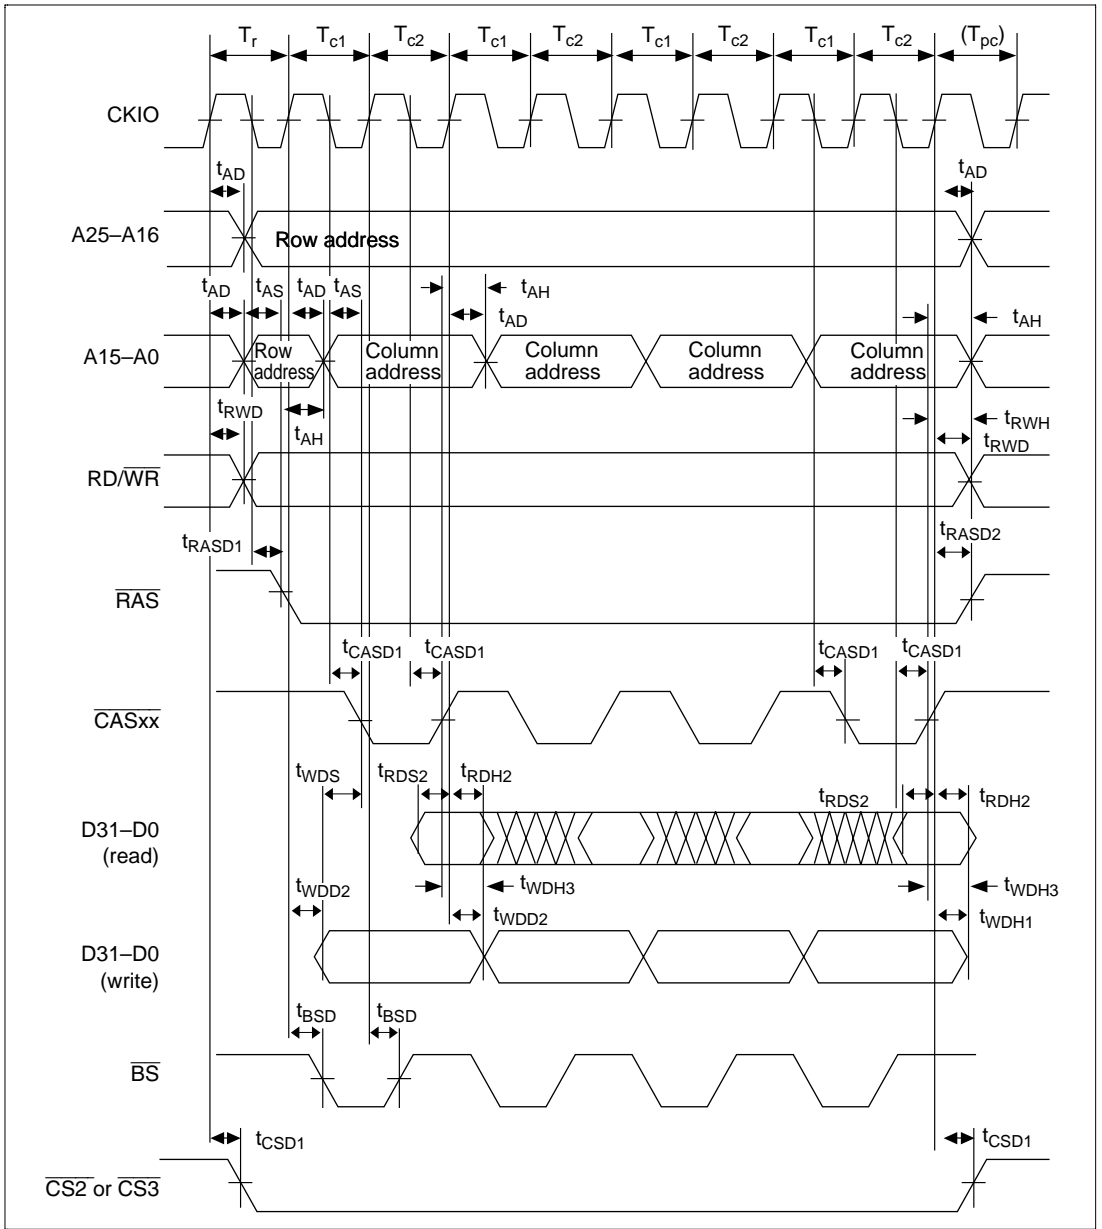 Tr Tc1 Tc2 Tc1 Tc2 Tc1 Tc2 Tc1 Tc2 (Tpc)
CKIO
tAD tAD
A25–A16 Row address
tAD tAS tAD tAS tAH
tAD tAH
A15–A0 Row address Column address Column address Column address Column address
tRWD tAH tRWH
tRWD
RD/WR
tRASD1 tRASD2
RAS
tCASD1 tCASD1 tCASD1 tCASD1
CASxx
tWDS tRDS2 tRDH2 tRDS2 tRDH2
D31–D0
(read)
tWDH3 tWDH3
tWDD2 tWDD2 tWDH1
D31–D0
(write)
tBSD tBSD
BS
tCSD1 tCSD1
CS2 or CS3